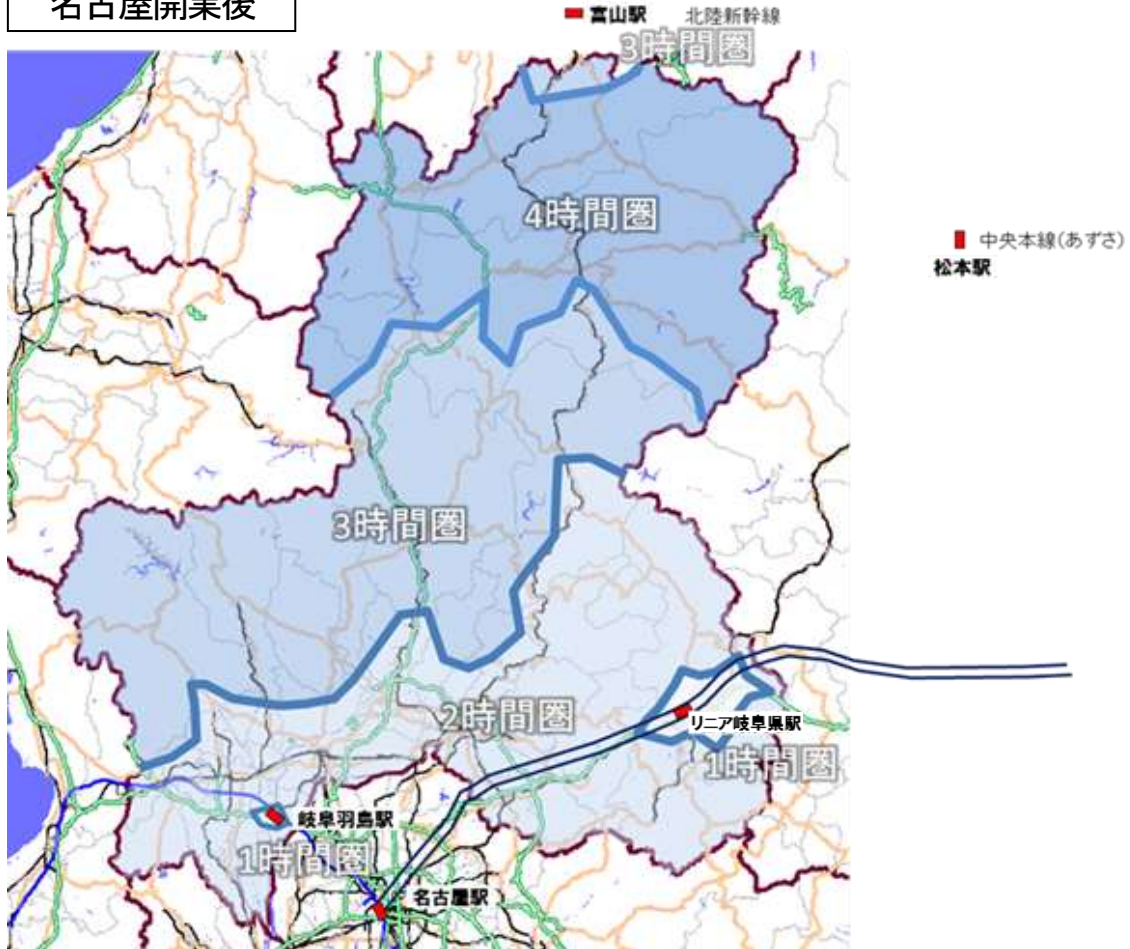 名古屋開業後
富山駅 北陸新幹線
3時間圏
4時間圏
中央本線(あずさ)
松本駅
3時間圏
2時間圏
リニア岐阜県駅
1時間圏
岐阜羽島駅
1時間圏
名古屋駅